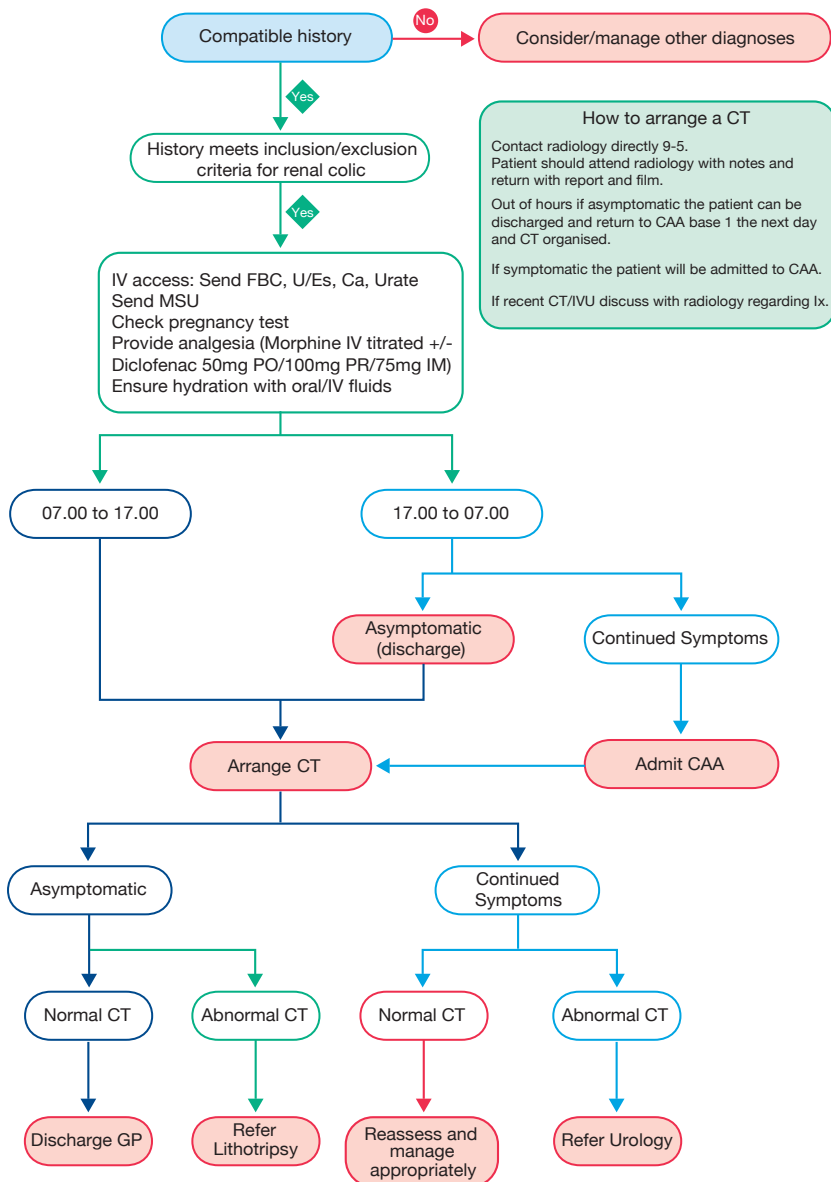 Compatible history
No
Consider/manage other diagnoses
Yes
History meets inclusion/exclusion
criteria for renal colic
Yes
How to arrange a CT
Contact radiology directly 9-5.
Patient should attend radiology with notes and
return with report and film.
Out of hours if asymptomatic the patient can be
discharged and return to CAA base 1 the next day
and CT organised.
If symptomatic the patient will be admitted to CAA.
If recent CT/IVU discuss with radiology regarding Ix.
IV access: Send FBC, U/Es, Ca, Urate
Send MSU
Check pregnancy test
Provide analgesia (Morphine IV titrated +/-
Diclofenac 50mg PO/100mg PR/75mg IM)
Ensure hydration with oral/IV fluids
07.00 to 17.00
17.00 to 07.00
Asymptomatic
(discharge)
Continued Symptoms
Arrange CT
Admit CAA
Asymptomatic
Continued
Symptoms
Normal CT
Abnormal CT
Normal CT
Abnormal CT
Discharge GP
Refer
Lithotripsy
Reassess and
manage
appropriately
Refer Urology